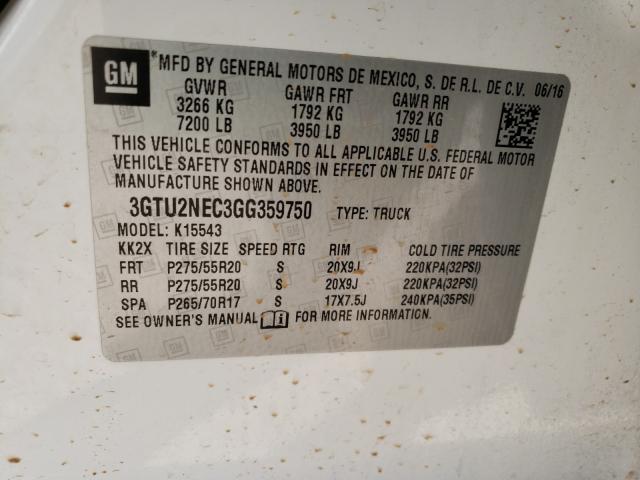 GM
*MFD BY GENERAL MOTORS DE MEXICO, S. DE R.L. DE C.V. 06/16
GVWR GAWR FRT GAWR RR
3266 KG 1792 KG 1792 KG
7200 LB 3950 LB 3950 LB
THIS VEHICLE CONFORMS TO ALL APPLICABLE U.S. FEDERAL MOTOR
VEHICLE SAFETY STANDARDS IN EFFECT ON THE DATE OF
MANUFACTURE SHOWN ABOVE.
3GTU2NEC3GG359750 TYPE: TRUCK
MODEL: K15543
KK2X TIRE SIZE SPEED RTG RIM COLD TIRE PRESSURE
FRT P275/55R20 S 20X9J 220KPA(32PSI)
RR P275/55R20 S 20X9J 220KPA(32PSI)
SPA P265/70R17 S 17X7.5J 240KPA(35PSI)
SEE OWNER'S MANUAL FOR MORE INFORMATION.